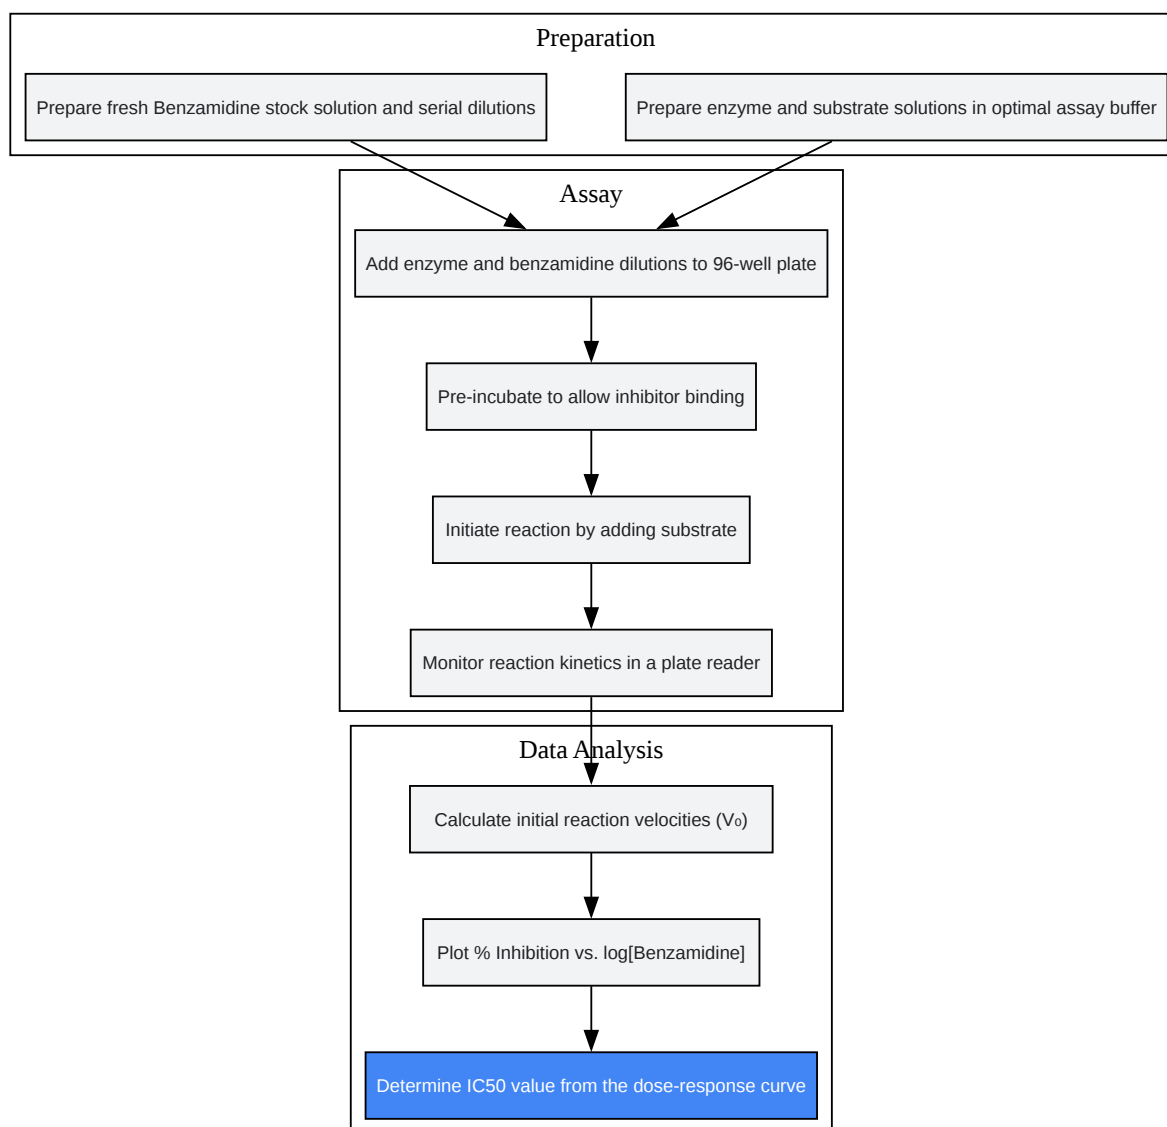 Preparation
Prepare fresh Benzamidine stock solution and serial dilutions
Prepare enzyme and substrate solutions in optimal assay buffer
Assay
Add enzyme and benzamidine dilutions to 96-well plate
Pre-incubate to allow inhibitor binding
Initiate reaction by adding substrate
Monitor reaction kinetics in a plate reader
Data Analysis
Calculate initial reaction velocities (V₀)
Plot % Inhibition vs. log[Benzamidine]
Determine IC50 value from the dose-response curve